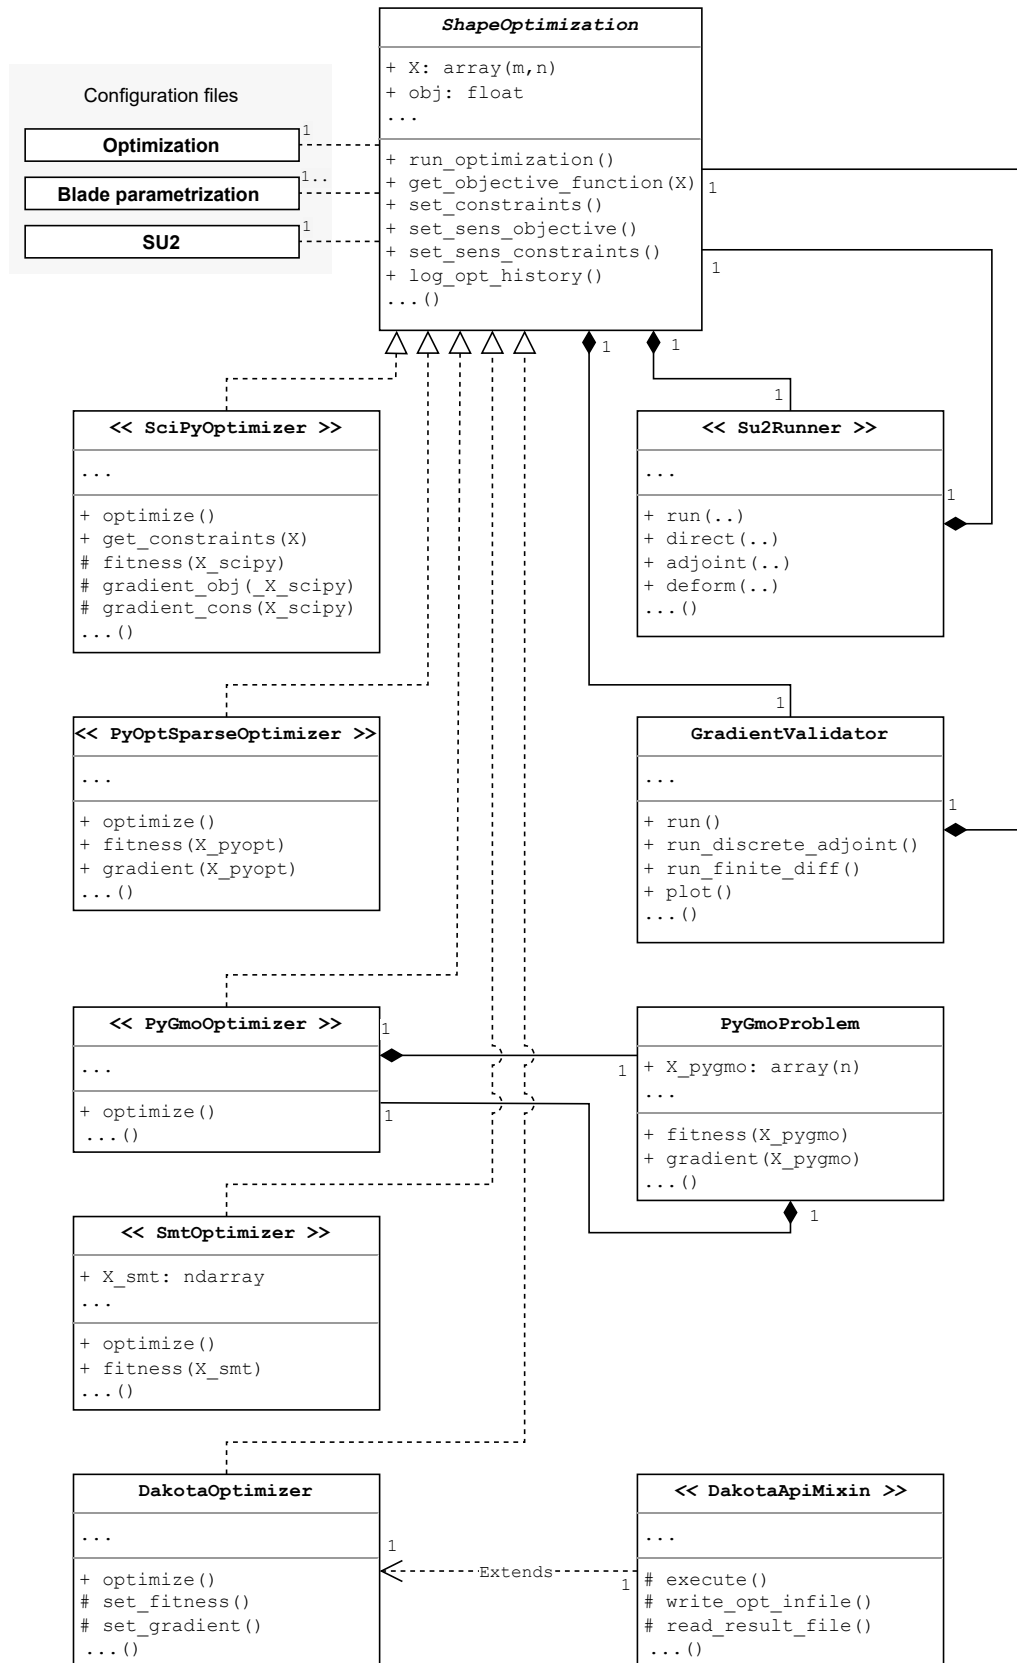 ShapeOptimization
+ X: array(m,n)
+ obj: float
...
+ run_optimization()
+ get_objective_function(X)
+ set_constraints()
+ set_sens_objective()
+ set_sens_constraints()
+ log_opt_history()
...()
Configuration files
Optimization
1
Blade parametrization
1..
SU2
1
1
1
1
1
<< SciPyOptimizer >>
...
+ optimize()
+ get_constraints(X)
# fitness(X_scipy)
# gradient_obj(_X_scipy)
# gradient_cons(X_scipy)
...()
1
<< Su2Runner >>
...
+ run(..)
+ direct(..)
+ adjoint(..)
+ deform(..)
...()
1
<< PyOptSparseOptimizer >>
...
+ optimize()
+ fitness(X_pyopt)
+ gradient(X_pyopt)
...()
1
GradientValidator
...
+ run()
+ run_discrete_adjoint()
+ run_finite_diff()
+ plot()
...()
1
<< PyGmoOptimizer >>
...
+ optimize()
...()
1
1
1
PyGmoProblem
+ X_pygmo: array(n)
...
+ fitness(X_pygmo)
+ gradient(X_pygmo)
...()
1
<< SmtOptimizer >>
+ X_smt: ndarray
...
+ optimize()
+ fitness(X_smt)
...()
DakotaOptimizer
...
+ optimize()
# set_fitness()
# set_gradient()
...()
1
Extends
1
<< DakotaApiMixin >>
...
# execute()
# write_opt_infile()
# read_result_file()
...()